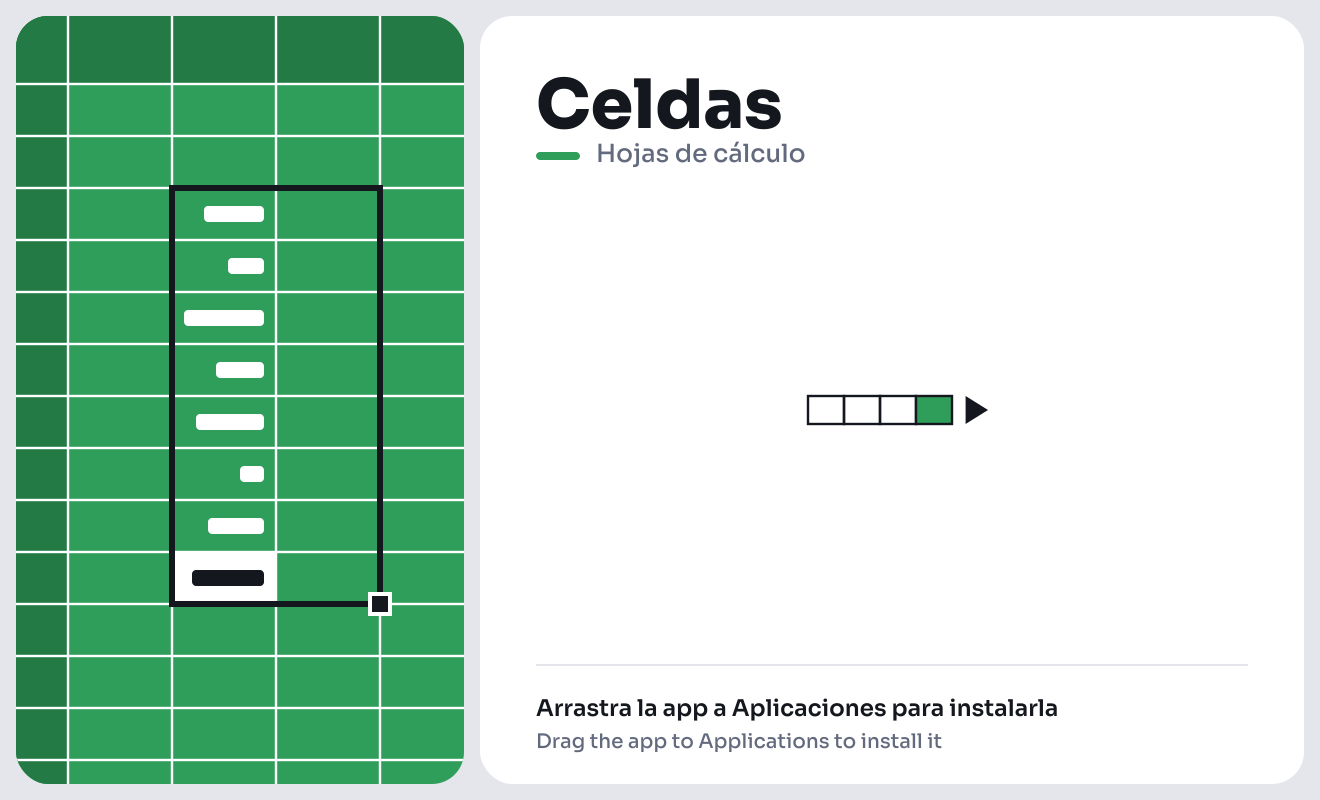 Celdas
Hojas de cálculo
Arrastra la app a Aplicaciones para instalarla
Drag the app to Applications to install it